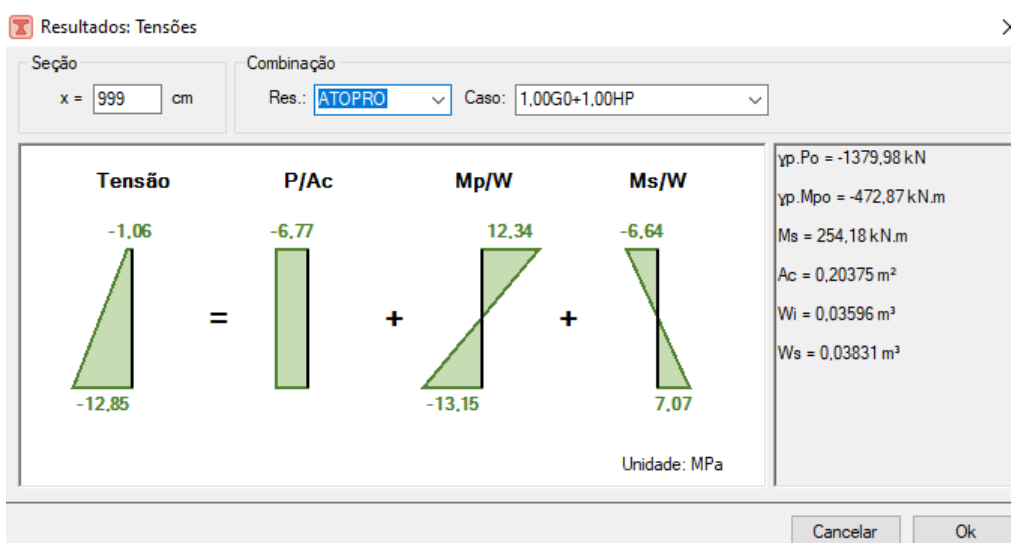 Resultados: Tensões
Seção
x = 999 cm
Combinação
Res.: ATOPRO Caso: 1,00G0+1,00HP
Tensão P/Ac Mp/W Ms/W
-1,06 -6,77 12,34 -6,64
= + +
-12,85 -13,15 7,07
Unidade: MPa
γp.Po = -1379,98 kN
γp.Mpo = -472,87 kN.m
Ms = 254,18 kN.m
Ac = 0,20375 m²
Wi = 0,03596 m³
Ws = 0,03831 m³
Cancelar Ok